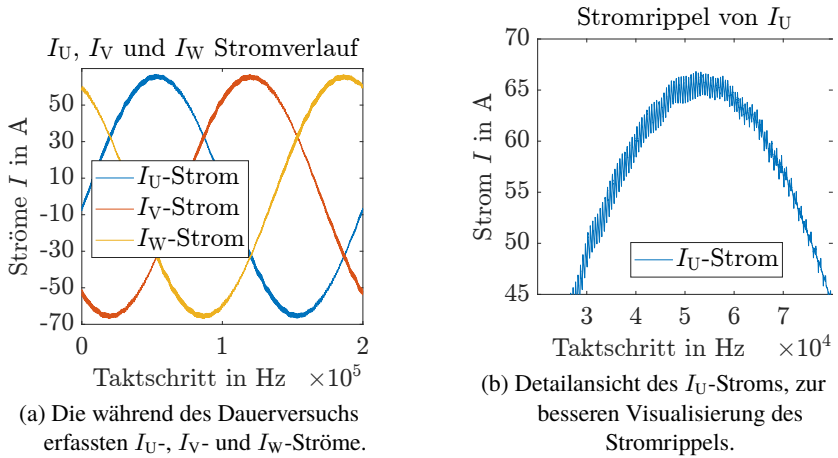 I_U, I_V und I_W Stromverlauf
Ströme I in A
50
30
10
-10
-30
-50
-70
I_U-Strom
I_V-Strom
I_W-Strom
0
1
2
Taktschritt in Hz
×10^5
(a) Die während des Dauerversuchs
erfassten I_U-, I_V- und I_W-Ströme.
Stromrippel von I_U
Strom I in A
70
65
60
55
50
45
I_U-Strom
3
4
5
6
7
Taktschritt in Hz
×10^4
(b) Detailansicht des I_U-Stroms, zur
besseren Visualisierung des
Stromrippels.